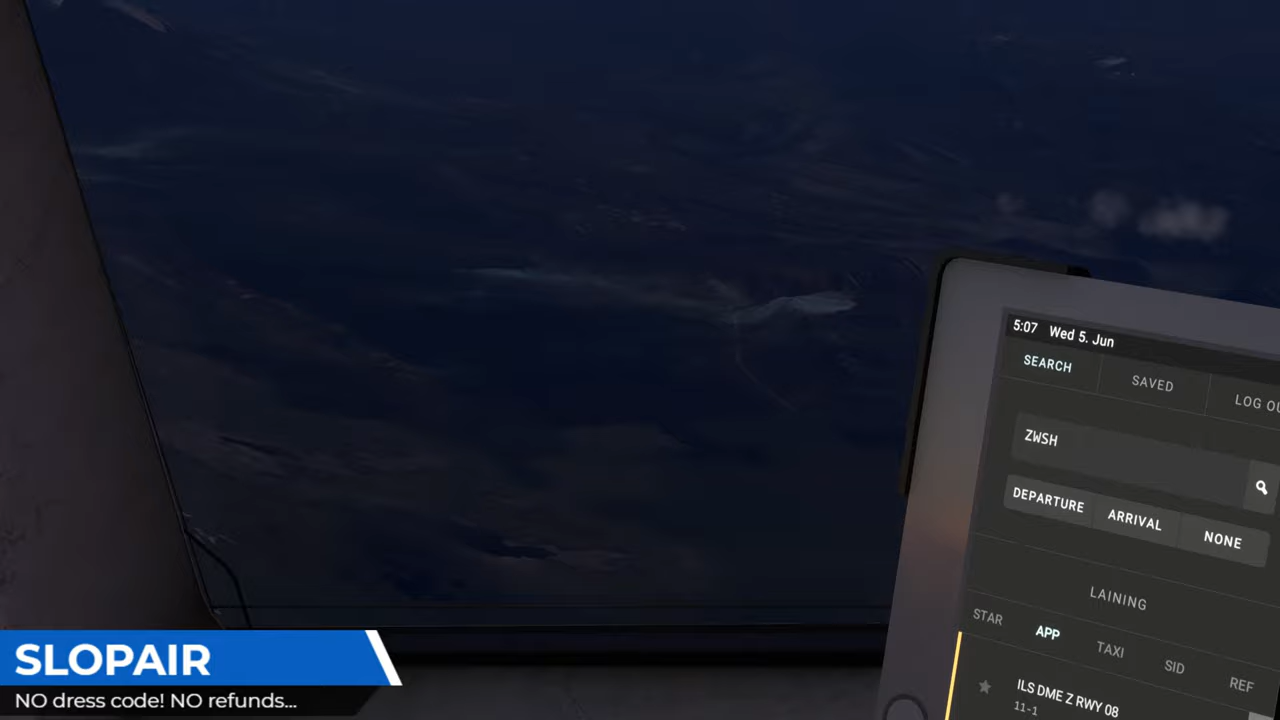 5:07 Wed 5. Jun
SEARCH SAVED LOG OU
ZWSH
DEPARTURE ARRIVAL NONE
LAINING
STAR APP TAXI SID REF
ILS DME Z RWY 08
11-1
SLOPAIR
NO dress code! NO refunds...